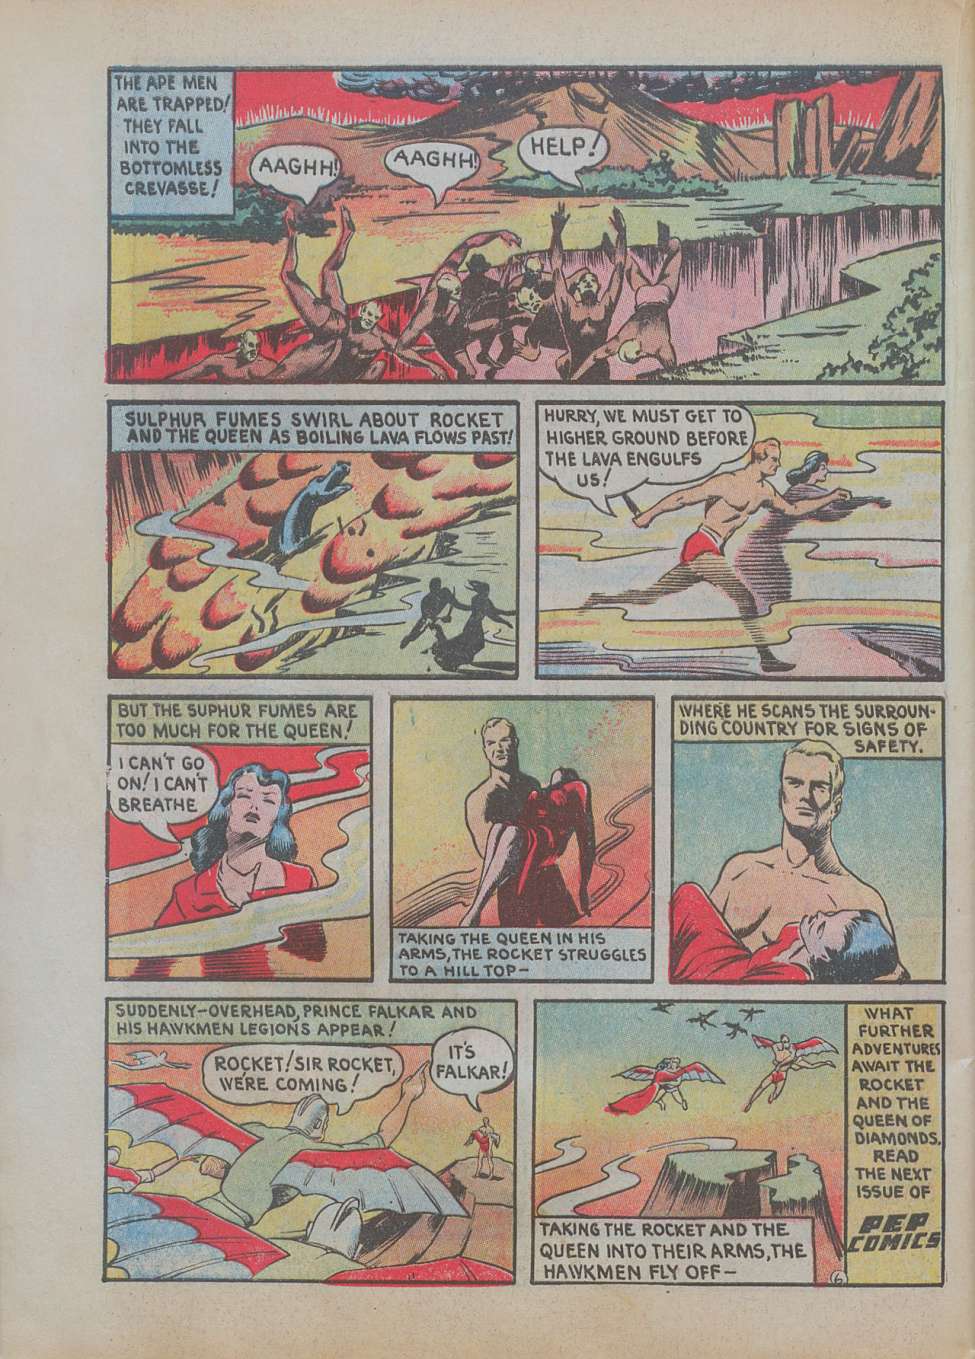 THE APE MEN
ARE TRAPPED!
THEY FALL
INTO THE
BOTTOMLESS
CREVASSE!
AAGHH!
AAGHH!
HELP!
SULPHUR FUMES SWIRL ABOUT ROCKET
AND THE QUEEN AS BOILING LAVA FLOWS PAST!
HURRY, WE MUST GET TO
HIGHER GROUND BEFORE
THE LAVA ENGULFS
US!
BUT THE SUPHUR FUMES ARE
TOO MUCH FOR THE QUEEN!
I CAN'T GO
ON! I CAN'T
BREATHE
TAKING THE QUEEN IN HIS
ARMS, THE ROCKET STRUGGLES
TO A HILL TOP-
WHERE HE SCANS THE SURROUN-
DING COUNTRY FOR SIGNS OF
SAFETY.
SUDDENLY-OVERHEAD, PRINCE FALKAR AND
HIS HAWKMEN LEGIONS APPEAR!
ROCKET! SIR ROCKET,
WE'RE COMING!
IT'S
FALKAR!
TAKING THE ROCKET AND THE
QUEEN INTO THEIR ARMS, THE
HAWKMEN FLY OFF-
WHAT
FURTHER
ADVENTURES
AWAIT THE
ROCKET
AND THE
QUEEN OF
DIAMONDS.
READ
THE NEXT
ISSUE OF
PEP
COMICS
6